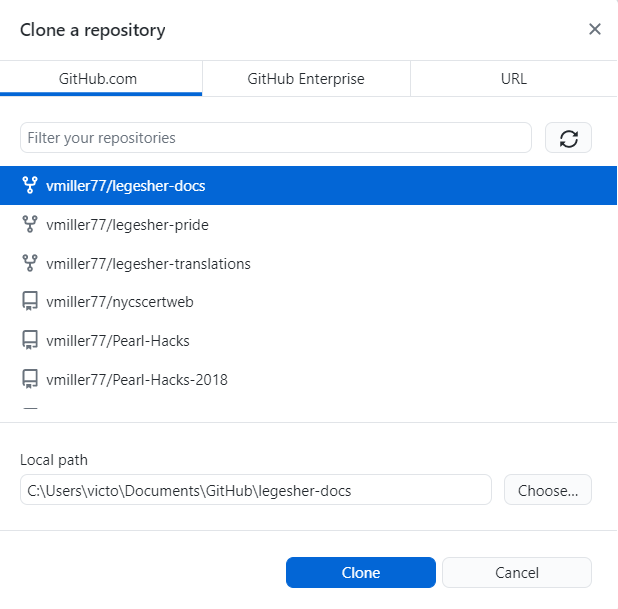 Clone a repository
GitHub.com
GitHub Enterprise
URL
Filter your repositories
vmiller77/legesher-docs
vmiller77/legesher-pride
vmiller77/legesher-translations
vmiller77/nycscertweb
vmiller77/Pearl-Hacks
vmiller77/Pearl-Hacks-2018
Local path
C:\Users\victo\Documents\GitHub\legesher-docs
Choose...
Clone
Cancel